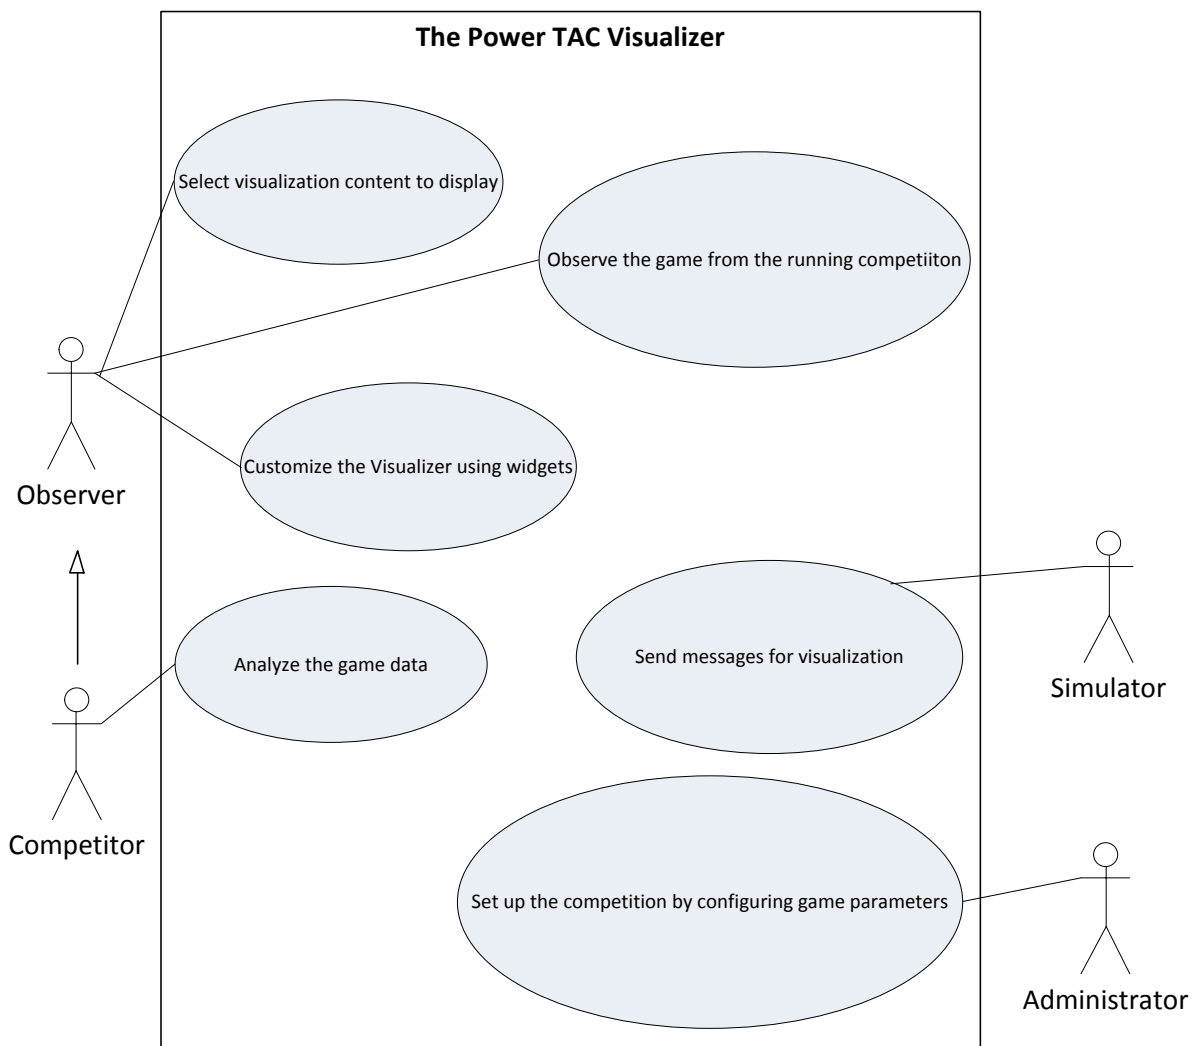 The Power TAC Visualizer
Select visualization content to display
Observe the game from the running competiiton
Customize the Visualizer using widgets
Observer
Analyze the game data
Send messages for visualization
Simulator
Competitor
Set up the competition by configuring game parameters
Administrator